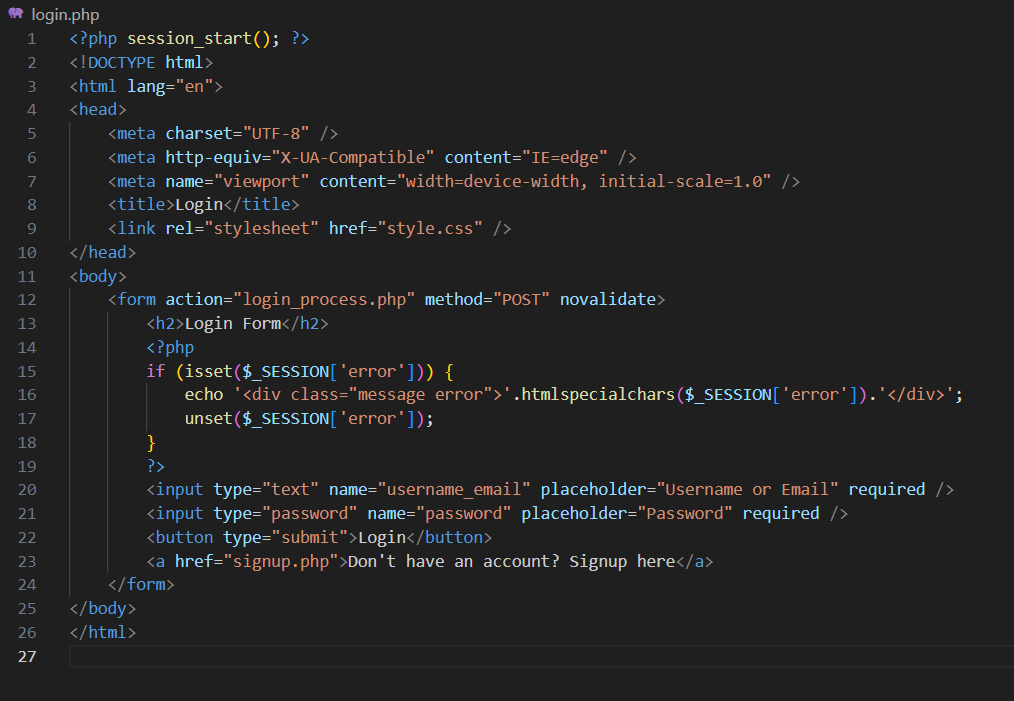 login.php
1 <?php session_start(); ?>
2 <!DOCTYPE html>
3 <html lang="en">
4 <head>
5     <meta charset="UTF-8" />
6     <meta http-equiv="X-UA-Compatible" content="IE=edge" />
7     <meta name="viewport" content="width=device-width, initial-scale=1.0" />
8     <title>Login</title>
9     <link rel="stylesheet" href="style.css" />
10 </head>
11 <body>
12     <form action="login_process.php" method="POST" novalidate>
13         <h2>Login Form</h2>
14         <?php
15         if (isset($_SESSION['error'])) {
16             echo '<div class="message error">'.htmlspecialchars($_SESSION['error']).'</div>';
17             unset($_SESSION['error']);
18         }
19         ?>
20         <input type="text" name="username_email" placeholder="Username or Email" required />
21         <input type="password" name="password" placeholder="Password" required />
22         <button type="submit">Login</button>
23         <a href="signup.php">Don't have an account? Signup here</a>
24     </form>
25 </body>
26 </html>
27